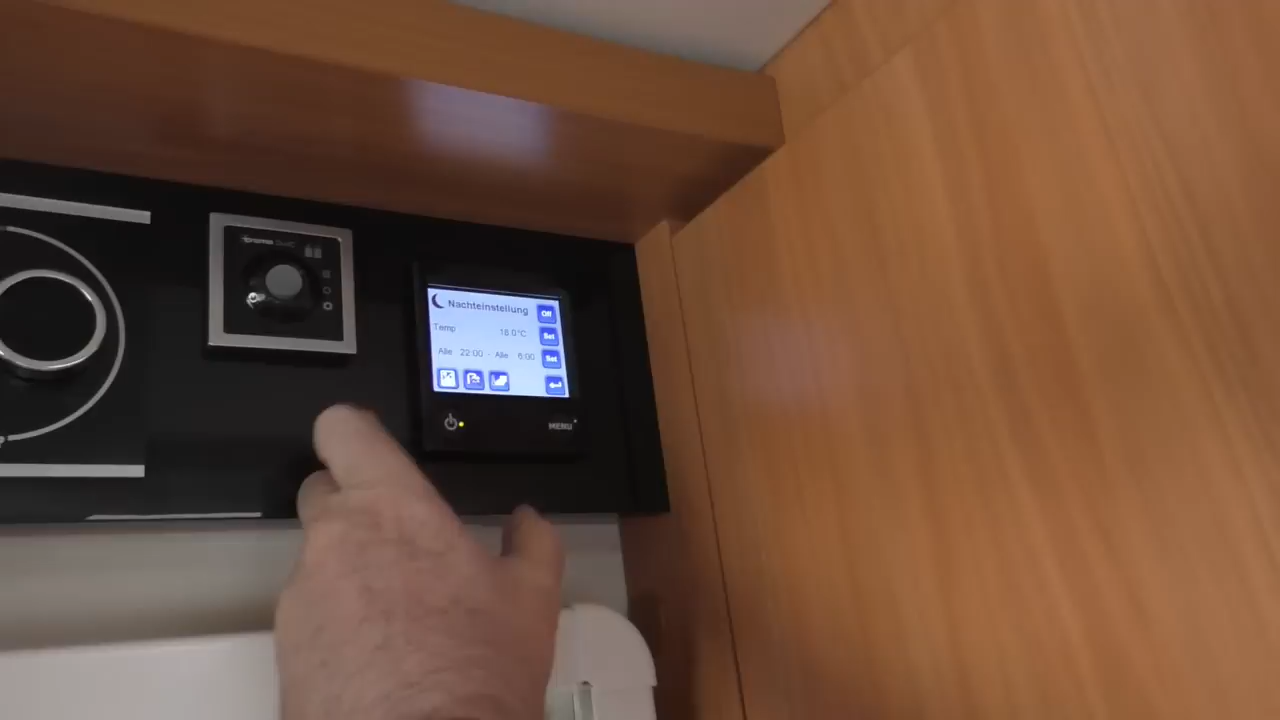 Nachteinstellung
Off
Temp 18.0°C
Set
Alle 22:00 - Alle 6:00
Set
MENU